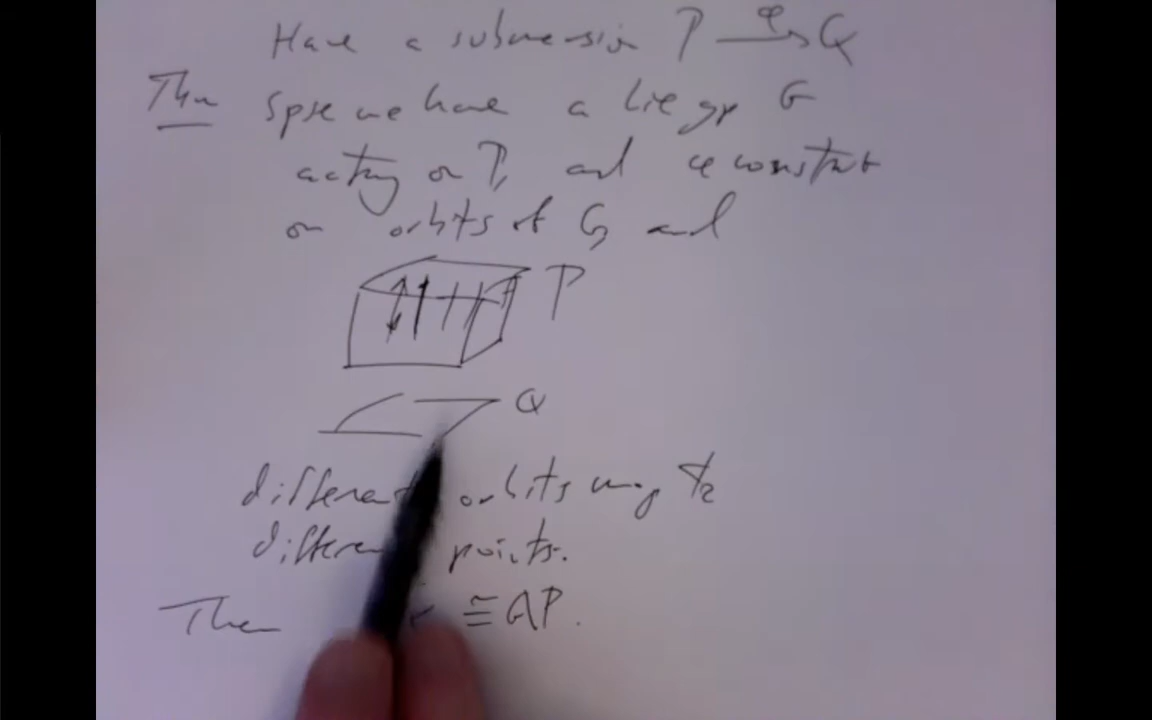 Have a submersion P → Q
φ
Thm Spse we have a Lie gp G
acting on P, and φ constant
on orbits of G, and
P
Q
different orbits map to
different points.
Then ≅ G\P.